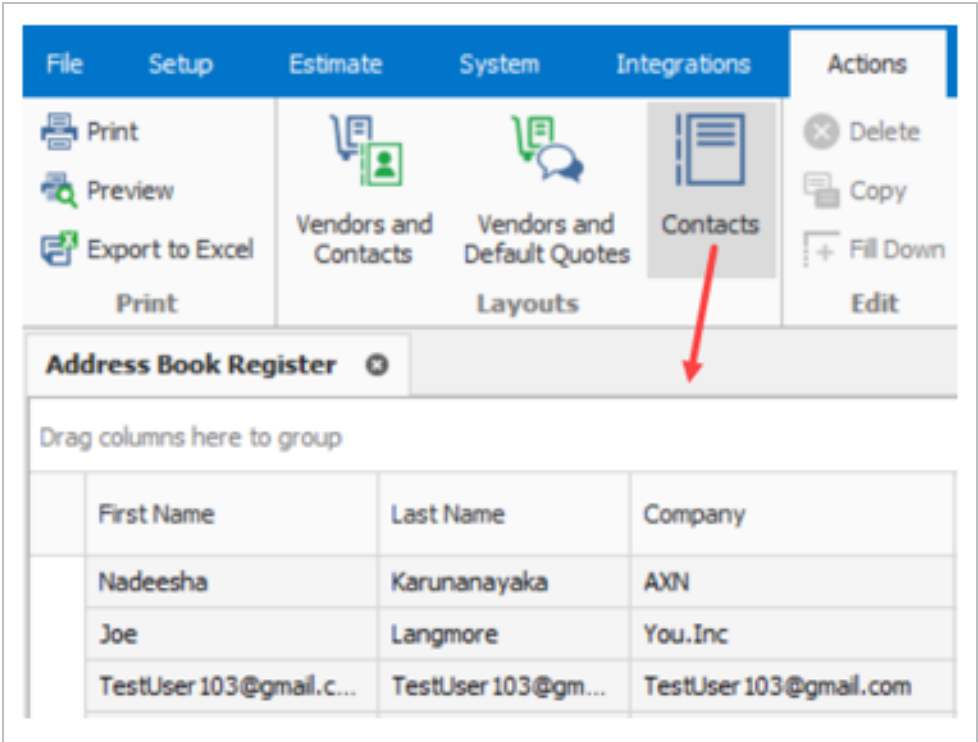 File Setup Estimate System Integrations Actions
Print
Preview
Export to Excel
Print
Vendors and
Contacts
Vendors and
Default Quotes
Contacts
Layouts
Delete
Copy
Fill Down
Edit
Address Book Register
Drag columns here to group
First Name Last Name Company
Nadeesha Karunanayaka AXN
Joe Langmore You.Inc
TestUser103@gmail.c... TestUser103@gm... TestUser103@gmail.com